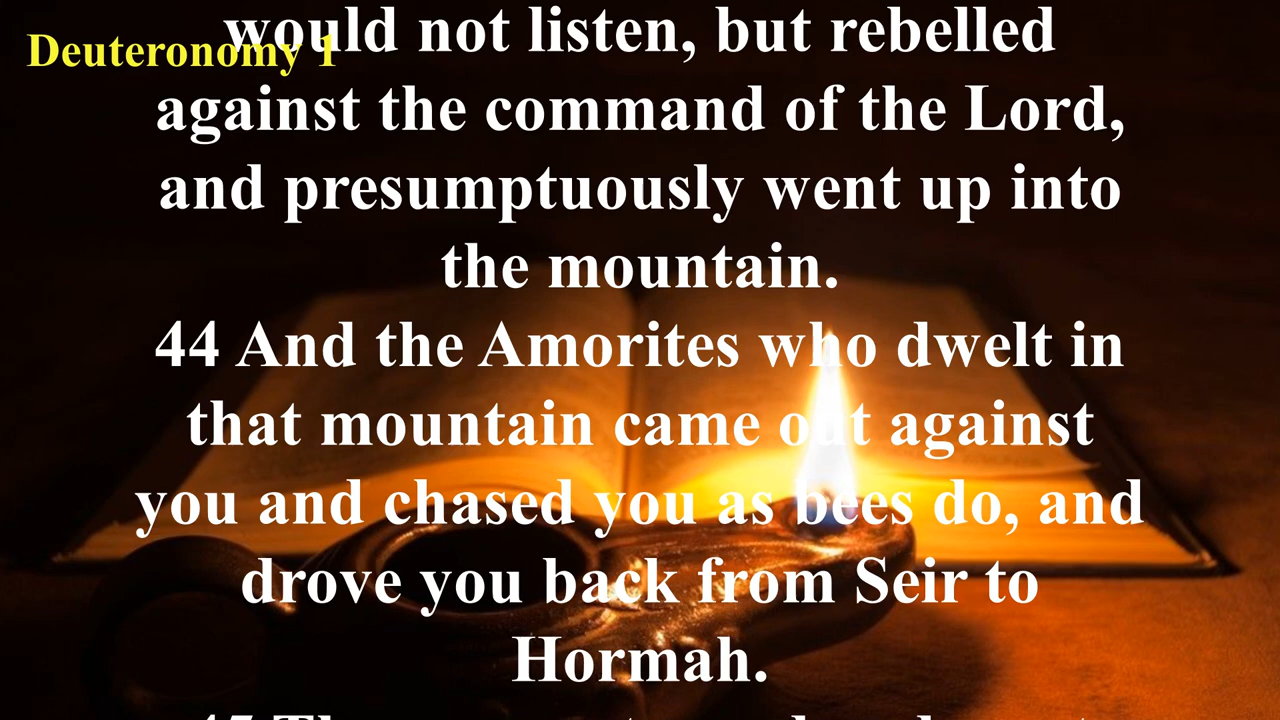 would not listen, but rebelled
Deuteronomy 1
against the command of the Lord,
and presumptuously went up into
the mountain.
44 And the Amorites who dwelt in
that mountain came out against
you and chased you as bees do, and
drove you back from Seir to
Hormah.